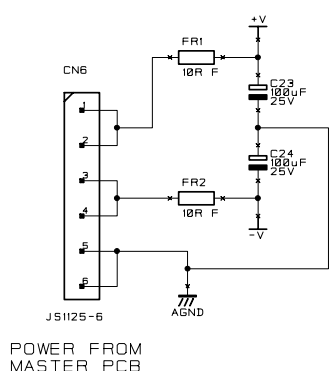 +V
FR1
10R F
CN6
C23
100uF
25V
1
2
C24
100uF
25V
3
4
FR2
10R F
-V
5
6
AGND
JS1125-6
POWER FROM
MASTER PCB